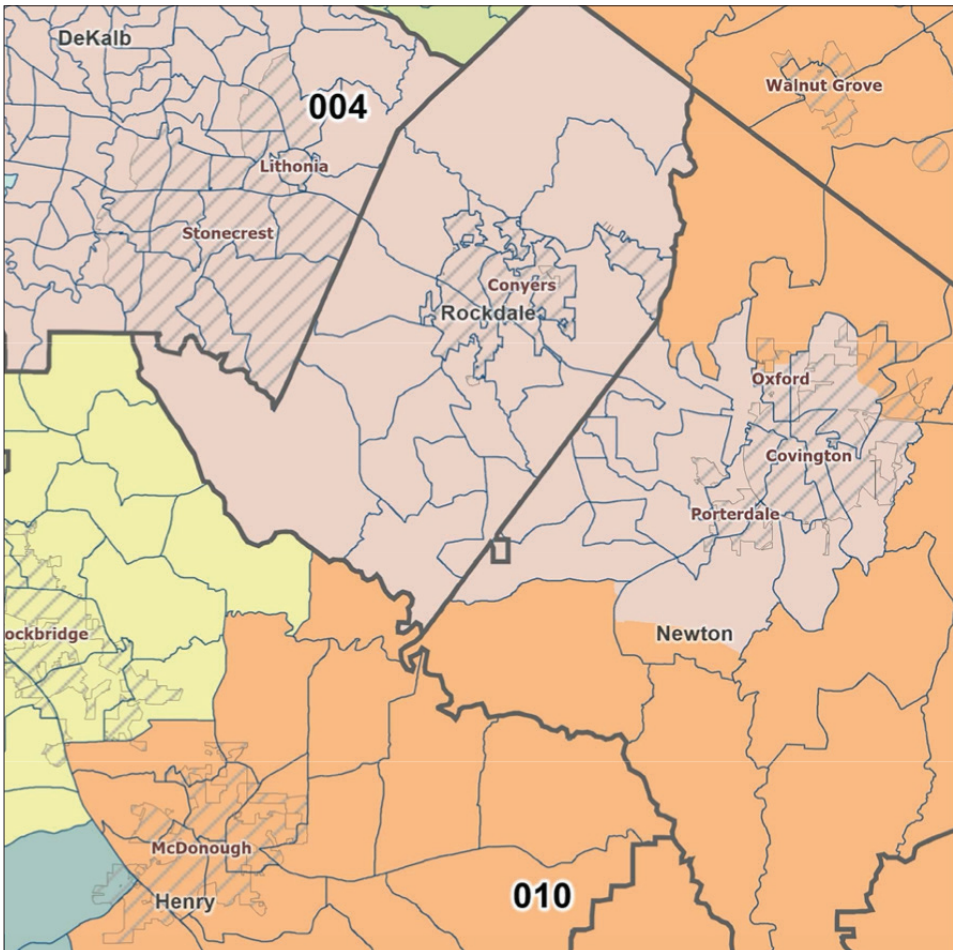 DeKalb
Walnut Grove
004
Lithonia
Stonecrest
Conyers
Rockdale
Oxford
Covington
Porterdale
ockbridge
Newton
McDonough
Henry
010